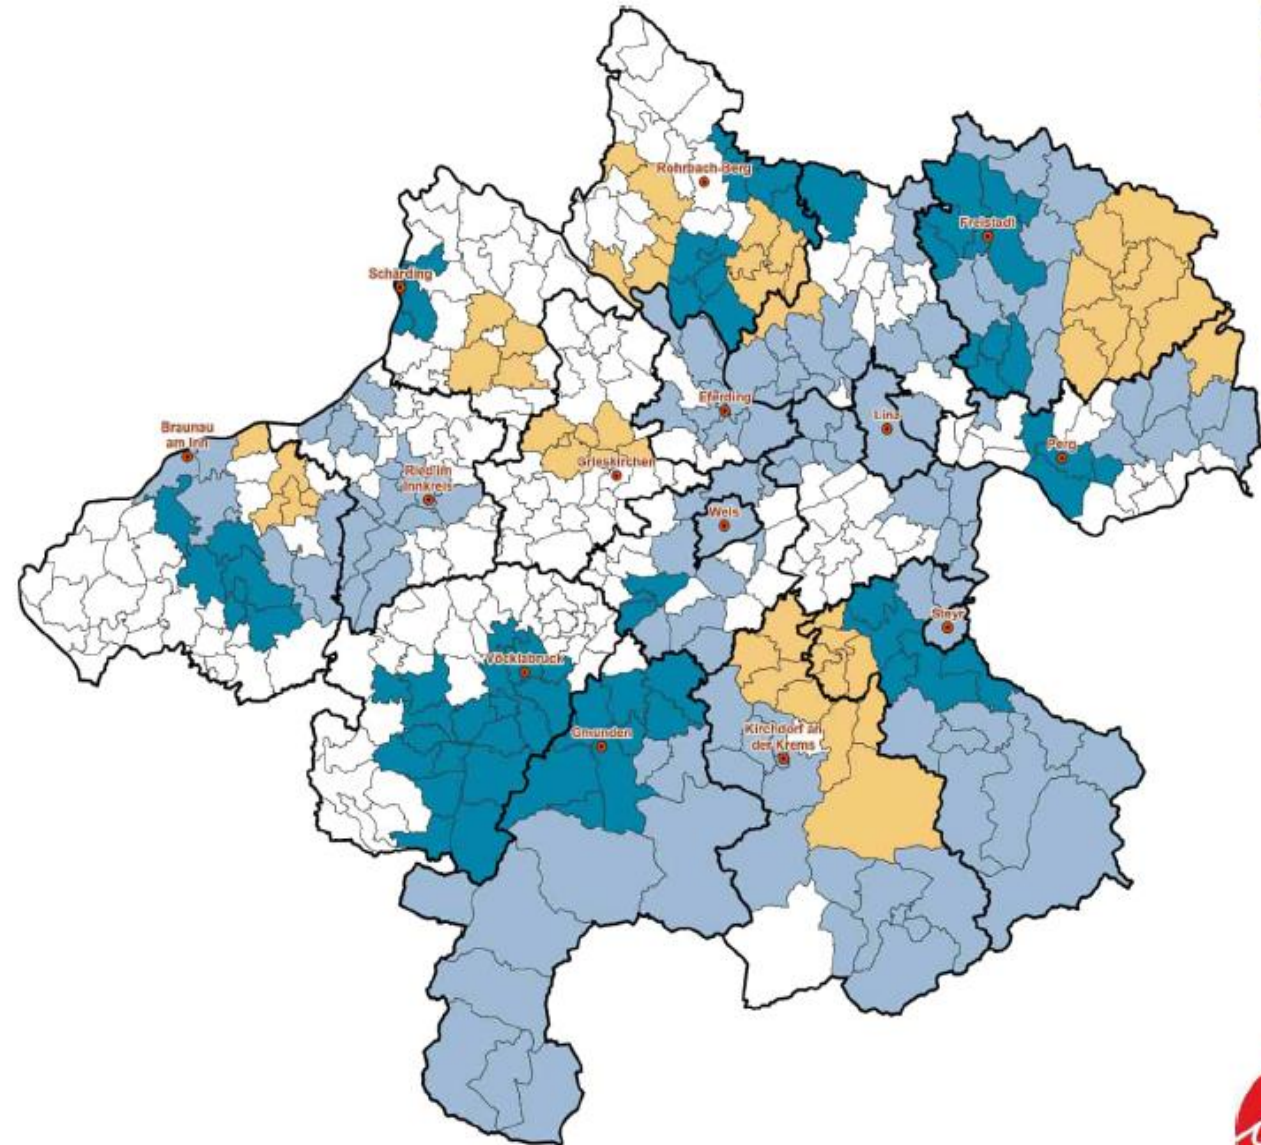 Rohrbach-Berg
Freistadt
Schärding
Eferding
Linz
Braunau
am Inn
Perg
Ried im
Innkreis
Grieskirchen
Wels
Steyr
Vöcklabruck
Gmunden
Kirchdorf an
der Krems